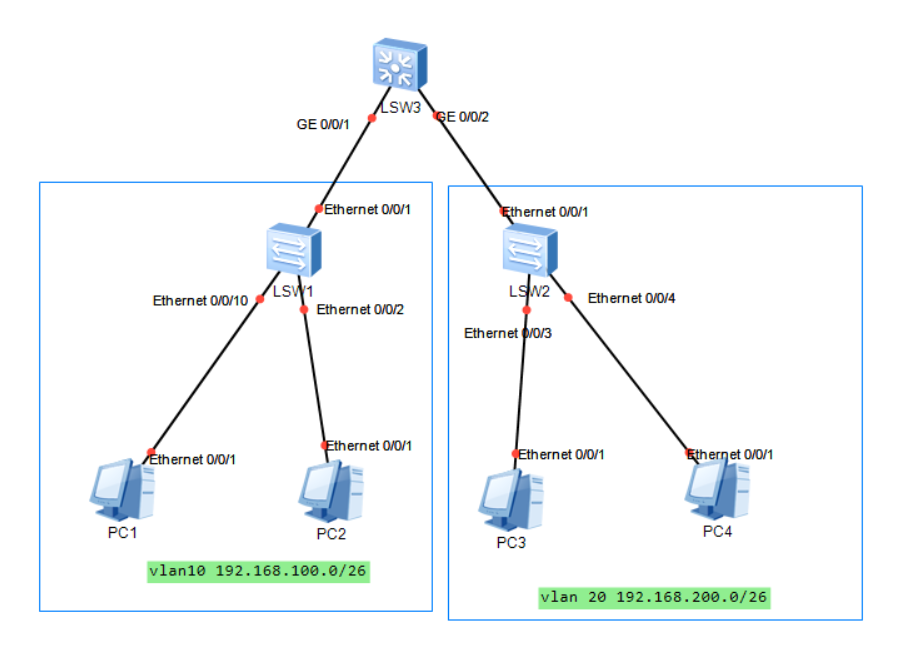 LSW3
GE 0/0/1
GE 0/0/2
Ethernet 0/0/1
Ethernet 0/0/1
LSW1
LSW2
Ethernet 0/0/10
Ethernet 0/0/2
Ethernet 0/0/4
Ethernet 0/0/3
Ethernet 0/0/1
Ethernet 0/0/1
Ethernet 0/0/1
Ethernet 0/0/1
PC1
PC2
PC3
PC4
vlan10 192.168.100.0/26
vlan 20 192.168.200.0/26